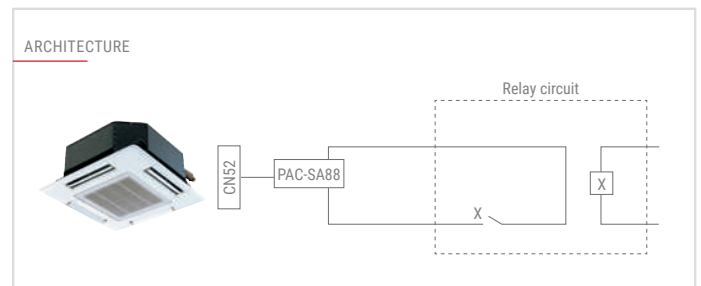 ARCHITECTURE
Relay circuit
CN52
PAC-SA88
X
X